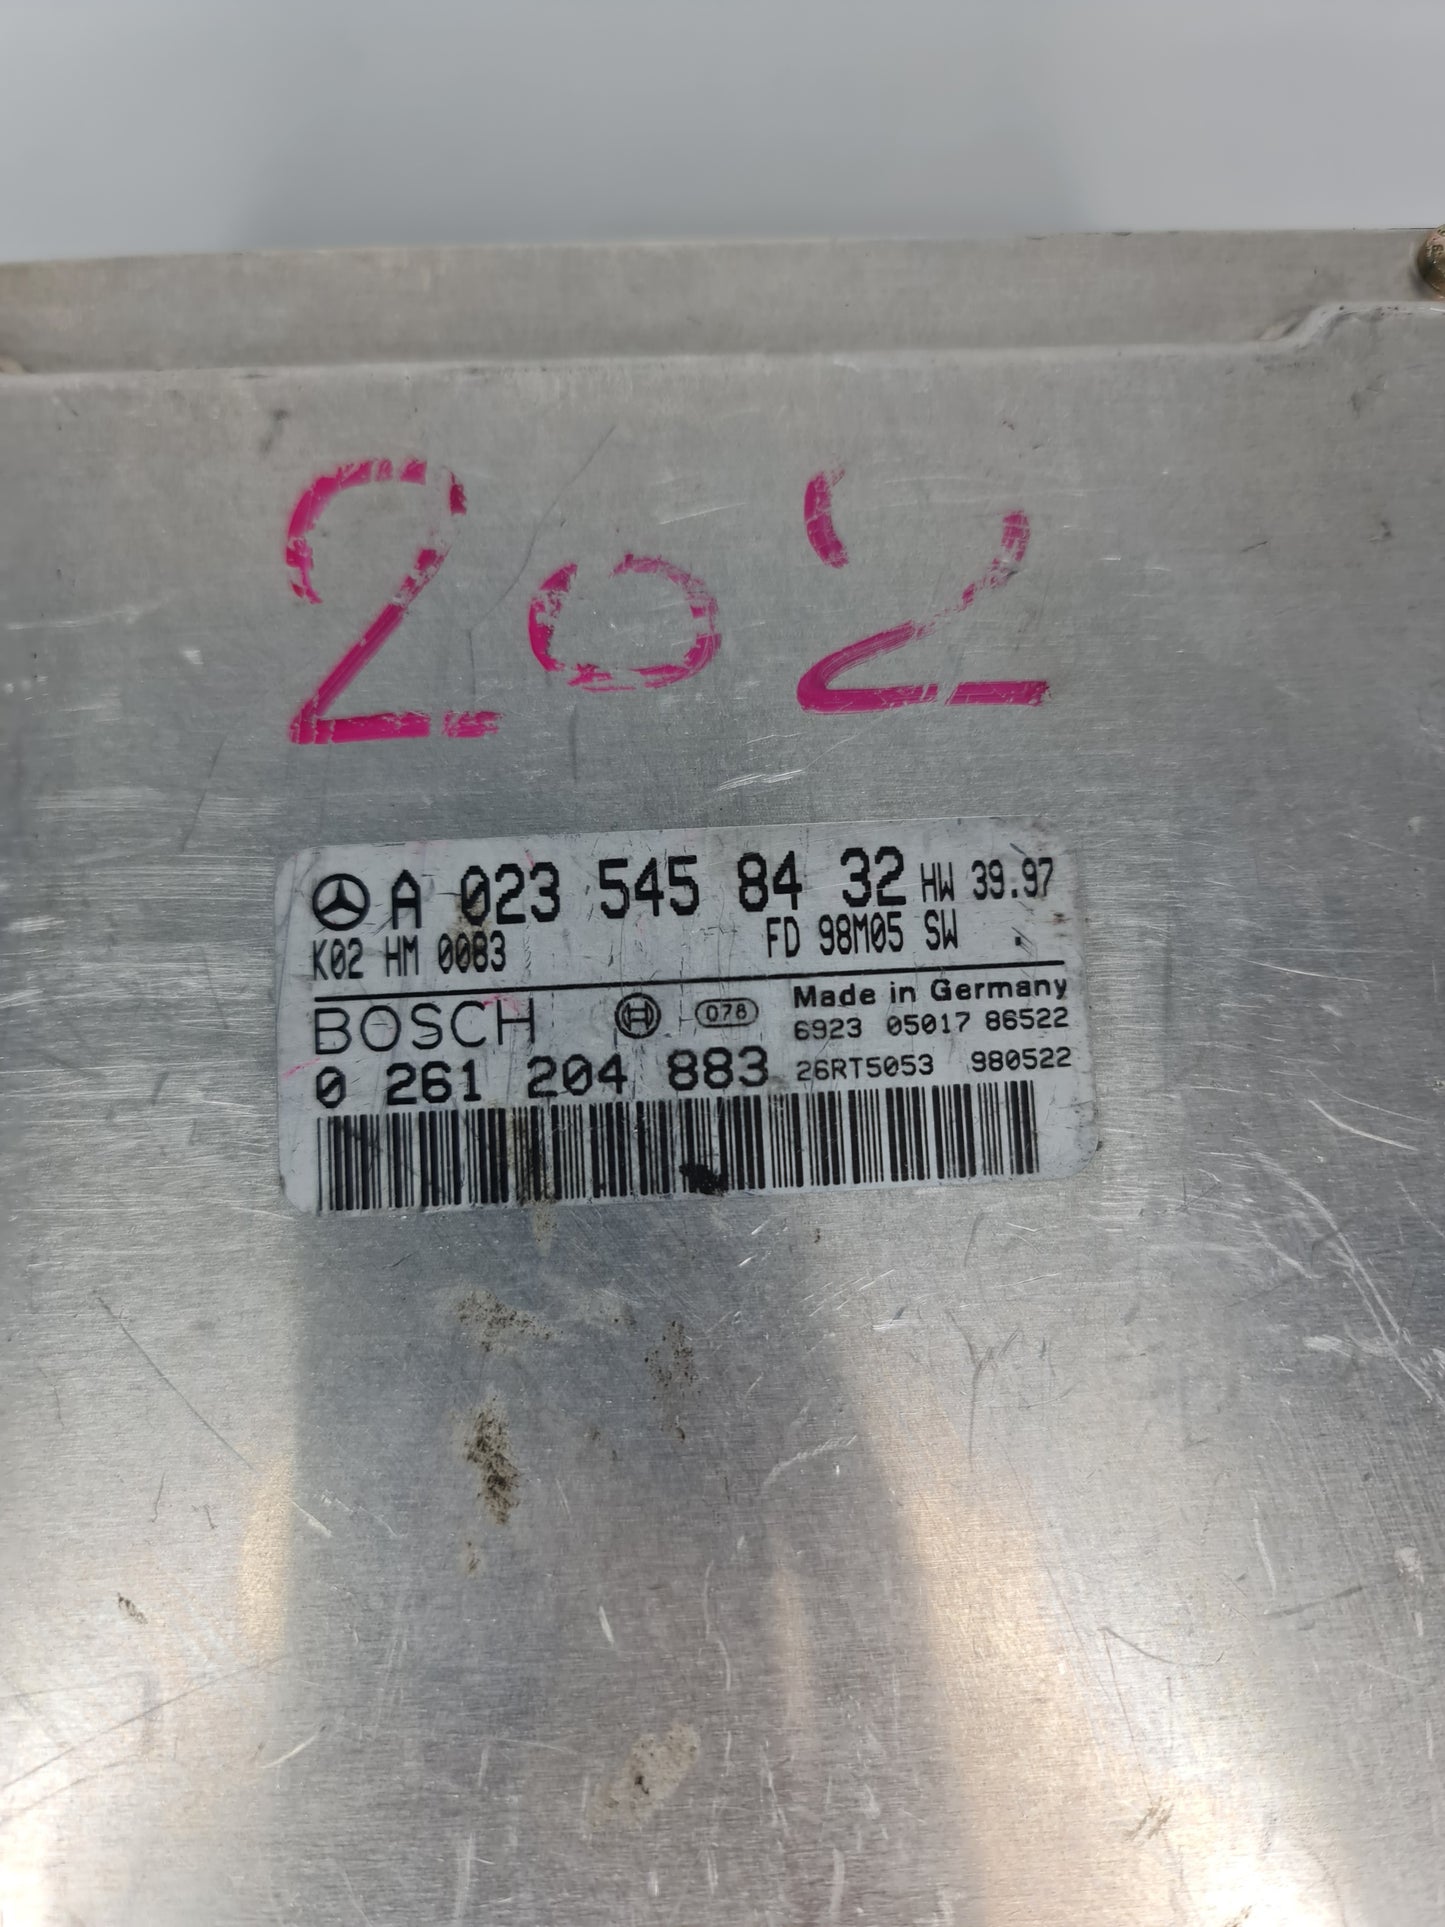 202
A 023 545 84 32 HW 39.97
K02 HM 0083 FD 98M05 SW .
BOSCH 078 Made in Germany
6923 05017 86522
0 261 204 883 26RT5053 980522